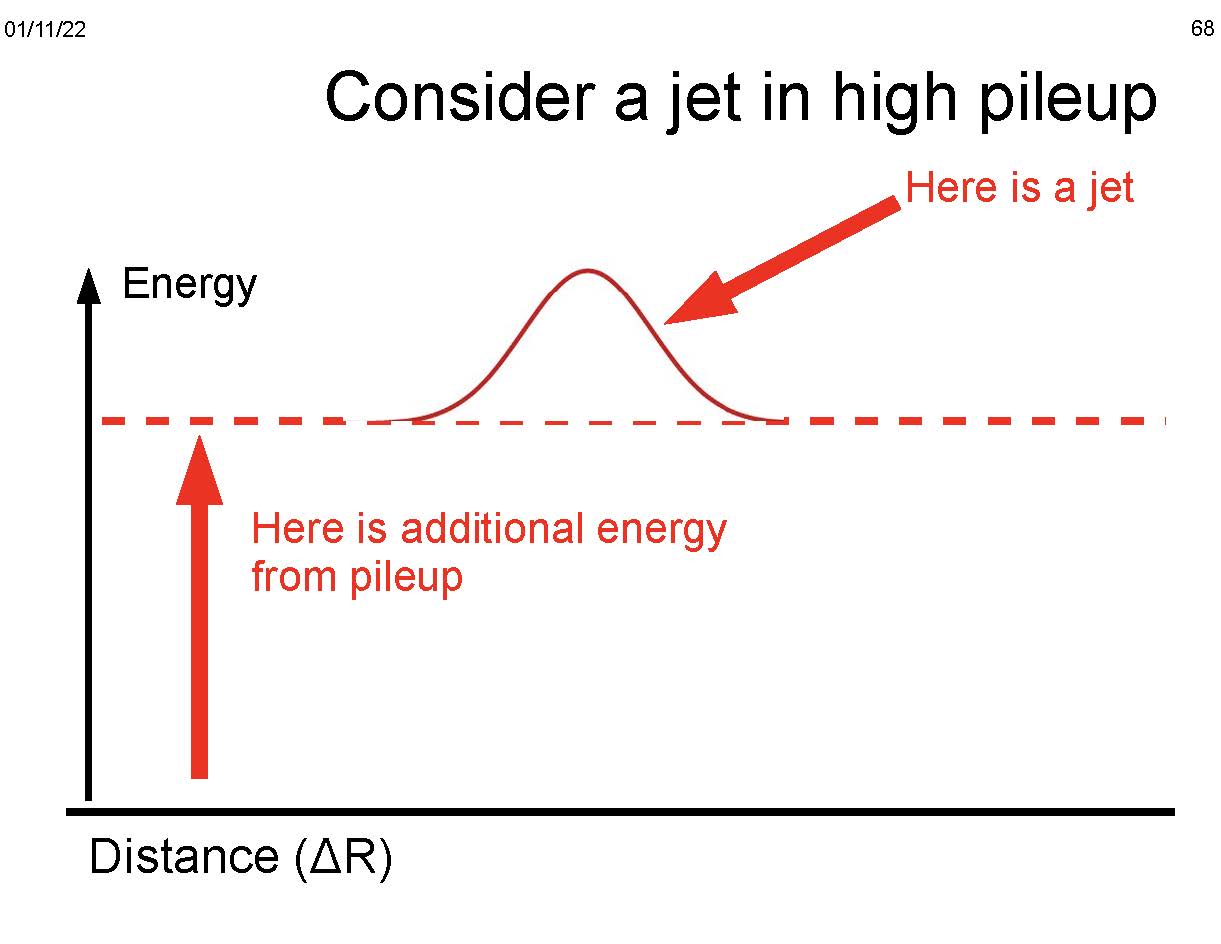 01/11/22
68
Consider a jet in high pileup
Here is a jet
Energy
Here is additional energy
from pileup
Distance (ΔR)